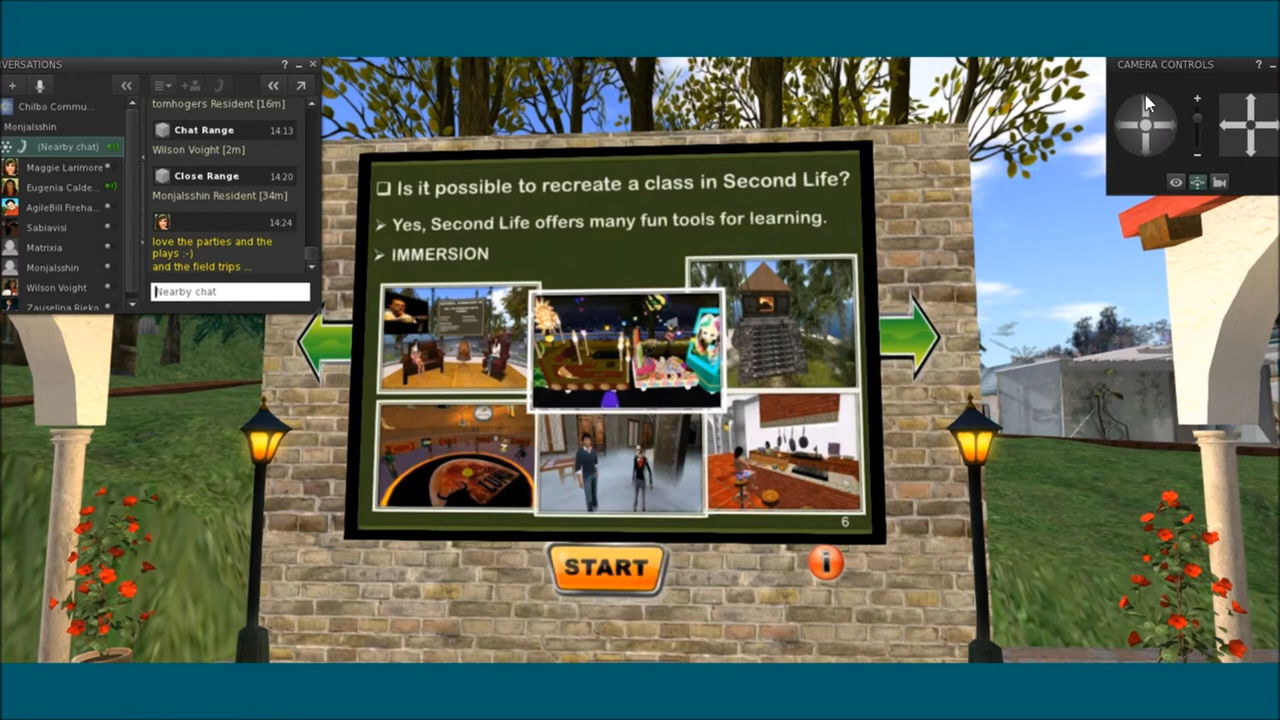 VERSATIONS
CAMERA CONTROLS
Chilbo Commu...
Monjalsshin
(Nearby chat)
Maggie Larimore
Eugenia Calde...
AgileBill Fireha...
Sabiavisi
Matrixia
Monjalsshin
Wilson Voight
Zauselina Rieko
tomhogers Resident [16m]
Chat Range 14:13
Wilson Voight [2m]
Close Range 14:20
Monjalsshin Resident [34m]
14:24
love the parties and the
plays :-)
and the field trips ...
Nearby chat
Is it possible to recreate a class in Second Life?
Yes, Second Life offers many fun tools for learning.
IMMERSION
6
START
i